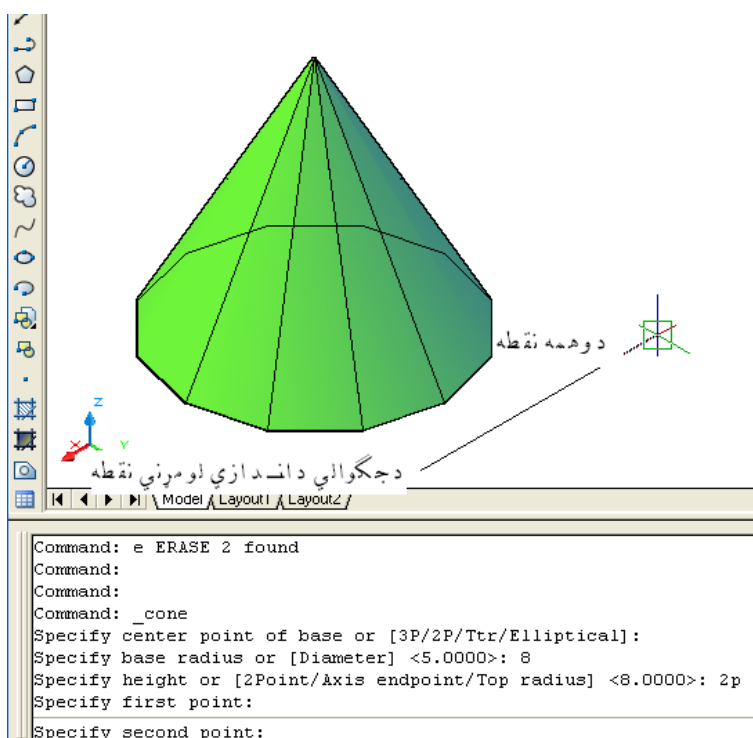 دوهمه نقطه
Z
X
Y
دجگوالي داندازي لومړني نقطه
Model Layout1 Layout2
Command: e ERASE 2 found
Command:
Command:
Command: _cone
Specify center point of base or [3P/2P/Ttr/Elliptical]:
Specify base radius or [Diameter] <5.0000>: 8
Specify height or [2Point/Axis endpoint/Top radius] <8.0000>: 2p
Specify first point:
Specify second point: